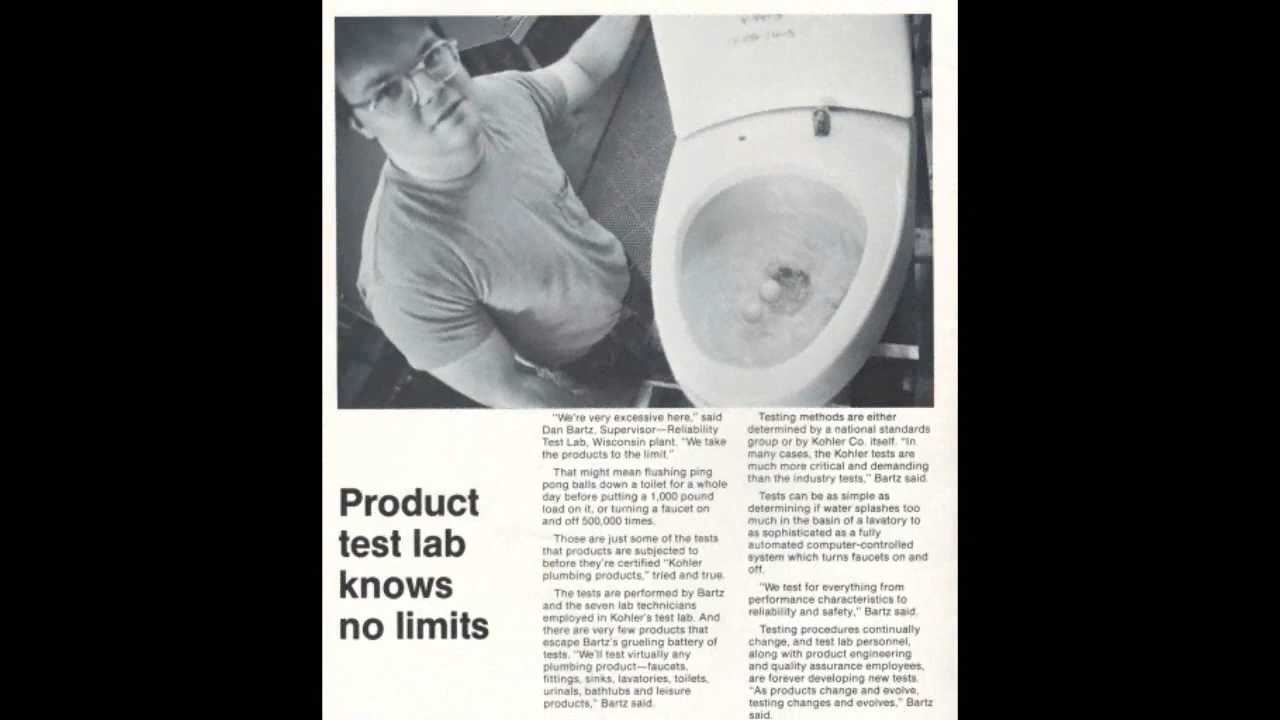 Product
test lab
knows
no limits
"We're very excessive here," said
Dan Bartz, Supervisor—Reliability
Test Lab, Wisconsin plant. "We take
the products to the limit."
That might mean flushing ping
pong balls down a toilet for a whole
day before putting a 1,000 pound
load on it, or turning a faucet on
and off 500,000 times.
Those are just some of the tests
that products are subjected to
before they're certified "Kohler
plumbing products," tried and true.
The tests are performed by Bartz
and the seven lab technicians
employed in Kohler's test lab. And
there are very few products that
escape Bartz's grueling battery of
tests. "We'll test virtually any
plumbing product—faucets,
fittings, sinks, lavatories, toilets,
urinals, bathtubs and leisure
products," Bartz said.
Testing methods are either
determined by a national standards
group or by Kohler Co. itself. "In
many cases, the Kohler tests are
much more critical and demanding
than the industry tests," Bartz said.
Tests can be as simple as
determining if water splashes too
much in the basin of a lavatory to
as sophisticated as a fully
automated computer-controlled
system which turns faucets on and
off.
"We test for everything from
performance characteristics to
reliability and safety," Bartz said.
Testing procedures continually
change, and test lab personnel,
along with product engineering
and quality assurance employees,
are forever developing new tests.
"As products change and evolve,
testing changes and evolves," Bartz
said.